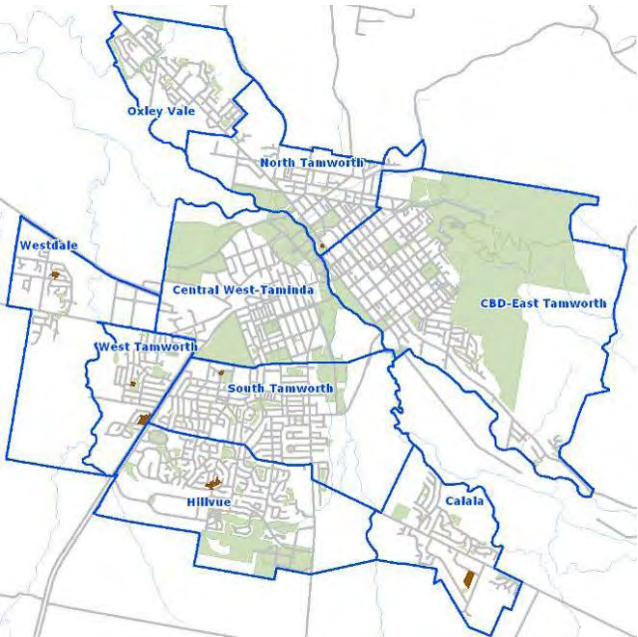 Oxley Vale
North Tamworth
Westdale
Central West-Taminda
CBD-East Tamworth
West Tamworth
South Tamworth
Hillvue
Calala